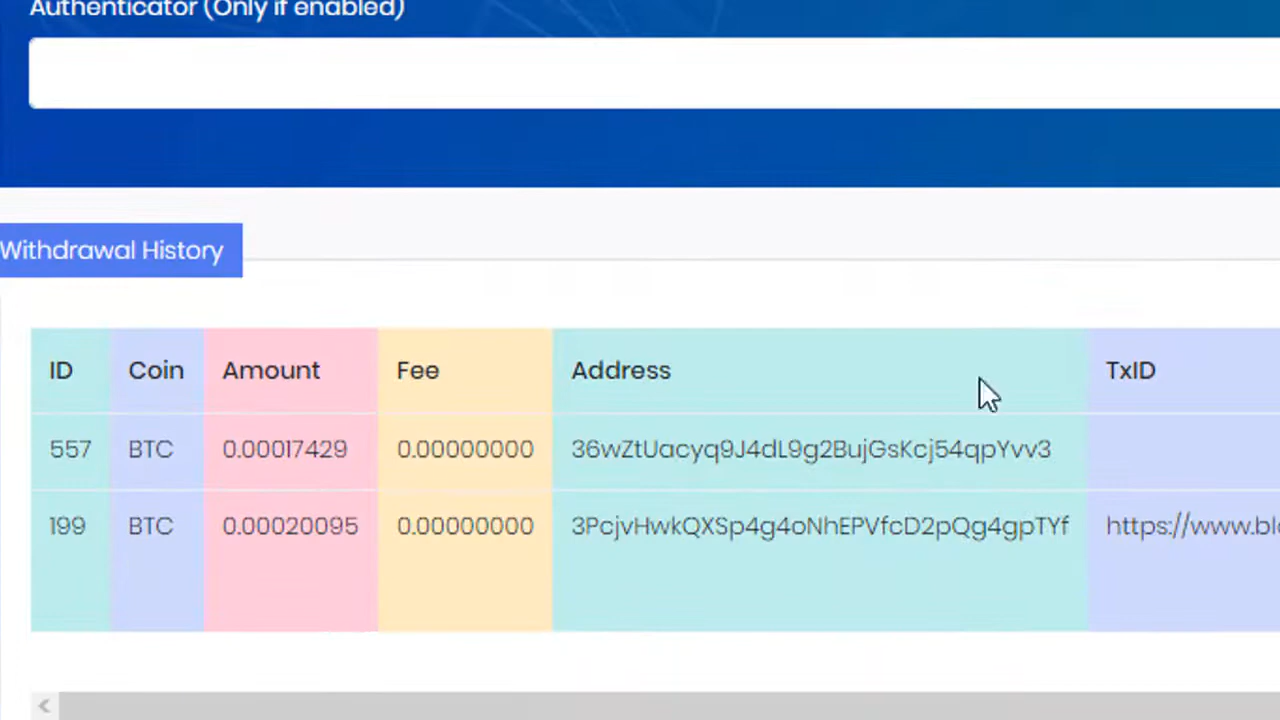 Authenticator (Only if enabled)
Withdrawal History
ID Coin Amount Fee Address TxID
557 BTC 0.00017429 0.00000000 36wZtUacyq9J4dL9g2BujGsKcj54qpYvv3
199 BTC 0.00020095 0.00000000 3PcjvHwkQXSp4g4oNhEPVfcD2pQg4gpTYf https://www.blo